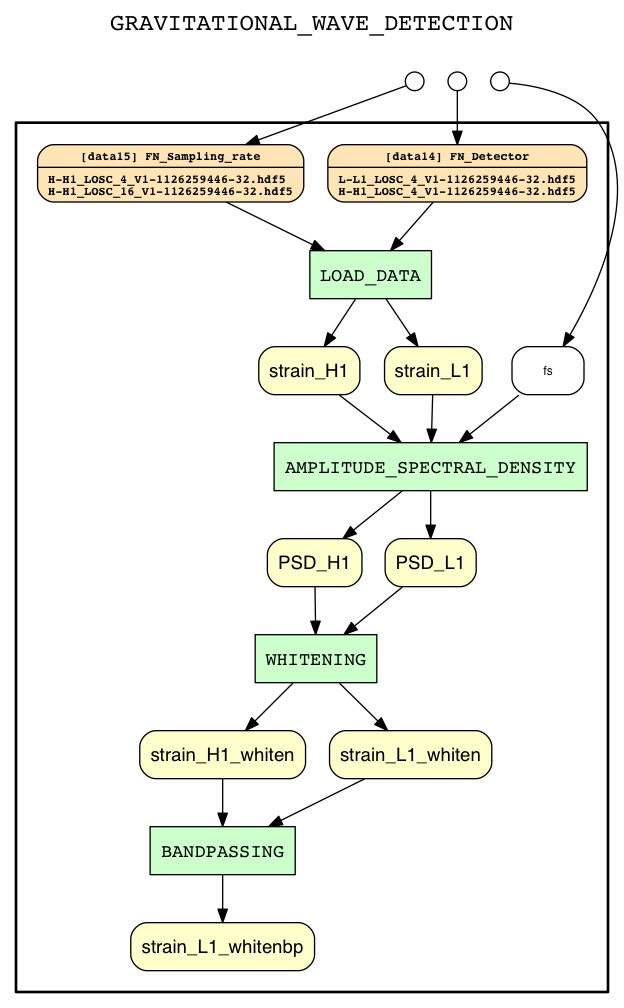 GRAVITATIONAL_WAVE_DETECTION
[data15] FN_Sampling_rate
H-H1_LOSC_4_V1-1126259446-32.hdf5
H-H1_LOSC_16_V1-1126259446-32.hdf5
[data14] FN_Detector
L-L1_LOSC_4_V1-1126259446-32.hdf5
H-H1_LOSC_4_V1-1126259446-32.hdf5
LOAD_DATA
strain_H1
strain_L1
fs
AMPLITUDE_SPECTRAL_DENSITY
PSD_H1
PSD_L1
WHITENING
strain_H1_whiten
strain_L1_whiten
BANDPASSING
strain_L1_whitenbp